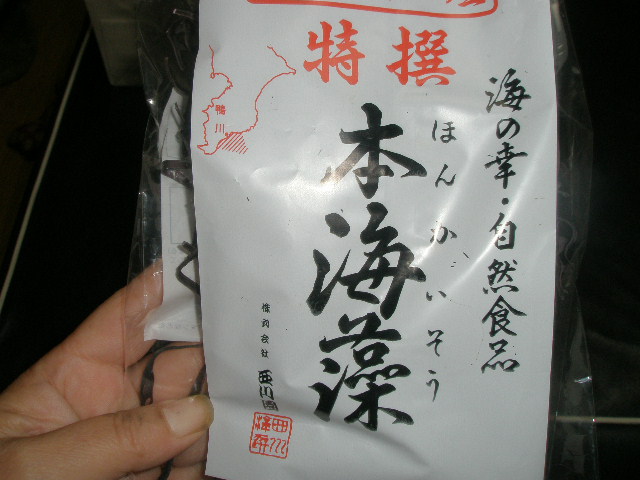 特撰
海の幸・自然食品
ほんかいそう
本海藻
鴨川
株式会社